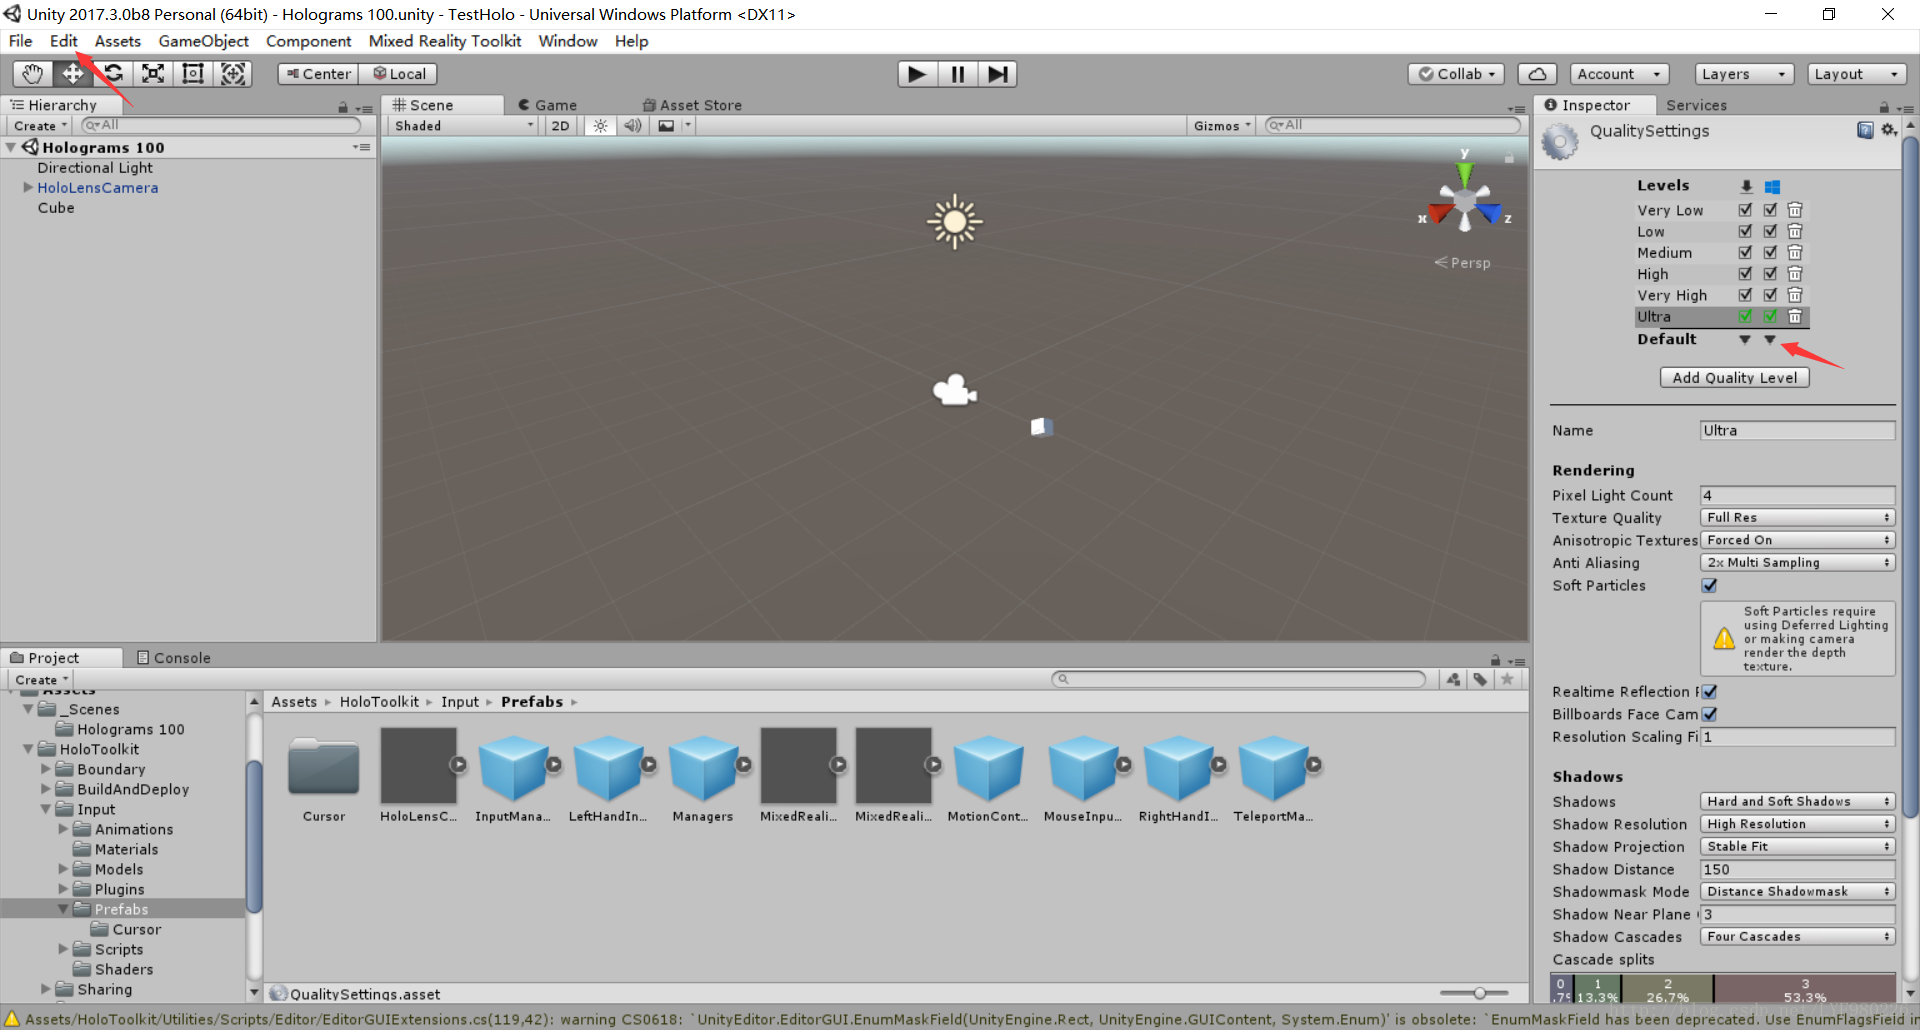 Unity 2017.3.0b8 Personal (64bit) - Holograms 100.unity - TestHolo - Universal Windows Platform <DX11>
File Edit Assets GameObject Component Mixed Reality Toolkit Window Help
Center Local Collab Account Layers Layout
Hierarchy
Create All
Holograms 100
Directional Light
HoloLensCamera
Cube
Scene Game Asset Store
Shaded 2D Gizmos All
y
x z
Persp
Inspector Services
QualitySettings
Levels
Very Low
Low
Medium
High
Very High
Ultra
Default
Add Quality Level
Name Ultra
Rendering
Pixel Light Count 4
Texture Quality Full Res
Anisotropic Textures Forced On
Anti Aliasing 2x Multi Sampling
Soft Particles
Soft Particles require
using Deferred Lighting
or making camera
render the depth
texture.
Realtime Reflection
Billboards Face Cam
Resolution Scaling Fi 1
Shadows
Shadows Hard and Soft Shadows
Shadow Resolution High Resolution
Shadow Projection Stable Fit
Shadow Distance 150
Shadowmask Mode Distance Shadowmask
Shadow Near Plane 3
Shadow Cascades Four Cascades
Cascade splits
0 1 2 3
13.3% 26.7% 53.3%
Project Console
Create
Assets
_Scenes
Holograms 100
HoloToolkit
Boundary
BuildAndDeploy
Input
Animations
Materials
Models
Plugins
Prefabs
Cursor
Scripts
Shaders
Sharing
Assets HoloToolkit Input Prefabs
Cursor HoloLensC... InputMana... LeftHandIn... Managers MixedReali... MixedReali... MotionCont... MouseInpu... RightHandI... TeleportMa...
QualitySettings.asset
Assets/HoloToolkit/Utilities/Scripts/Editor/EditorGUIExtensions.cs(119,42): warning CS0618: `UnityEditor.EditorGUI.EnumMaskField(UnityEngine.Rect, UnityEngine.GUIContent, System.Enum)' is obsolete: `EnumMaskField has been deprecated. Use EnumFlagsField in